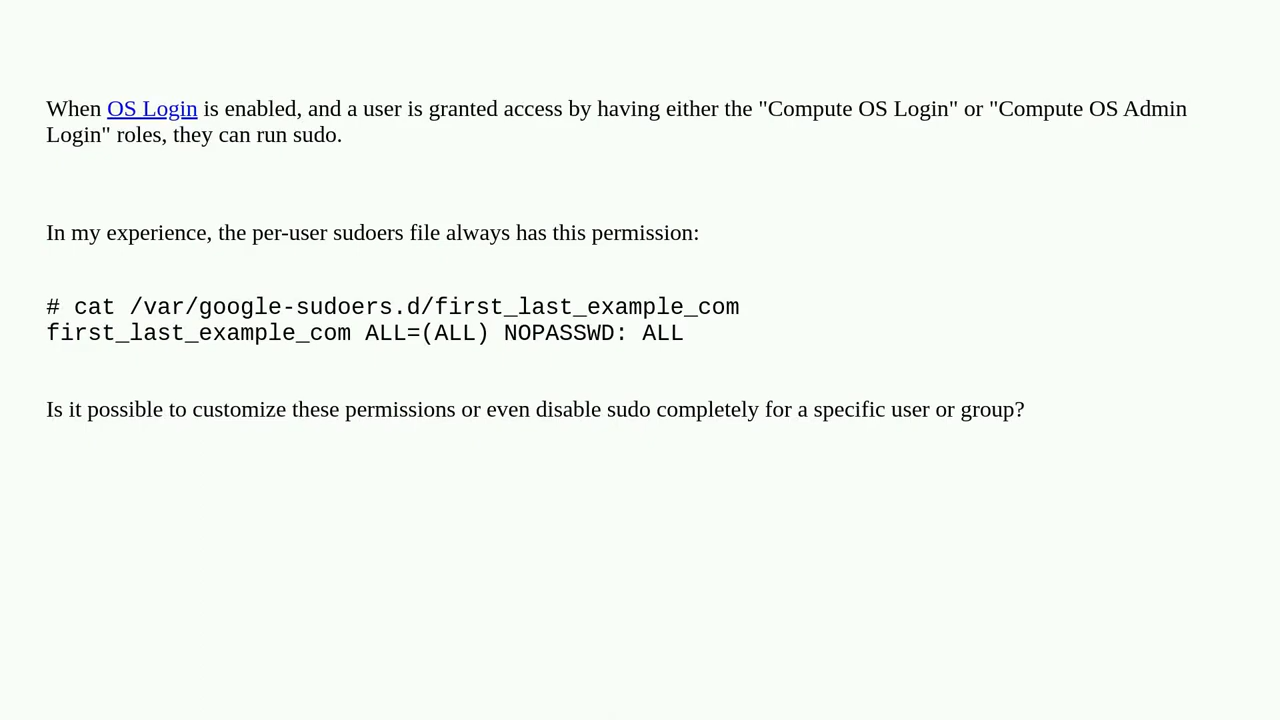 When OS Login is enabled, and a user is granted access by having either the "Compute OS Login" or "Compute OS Admin
Login" roles, they can run sudo.
In my experience, the per-user sudoers file always has this permission:
# cat /var/google-sudoers.d/first_last_example_com
first_last_example_com ALL=(ALL) NOPASSWD: ALL
Is it possible to customize these permissions or even disable sudo completely for a specific user or group?